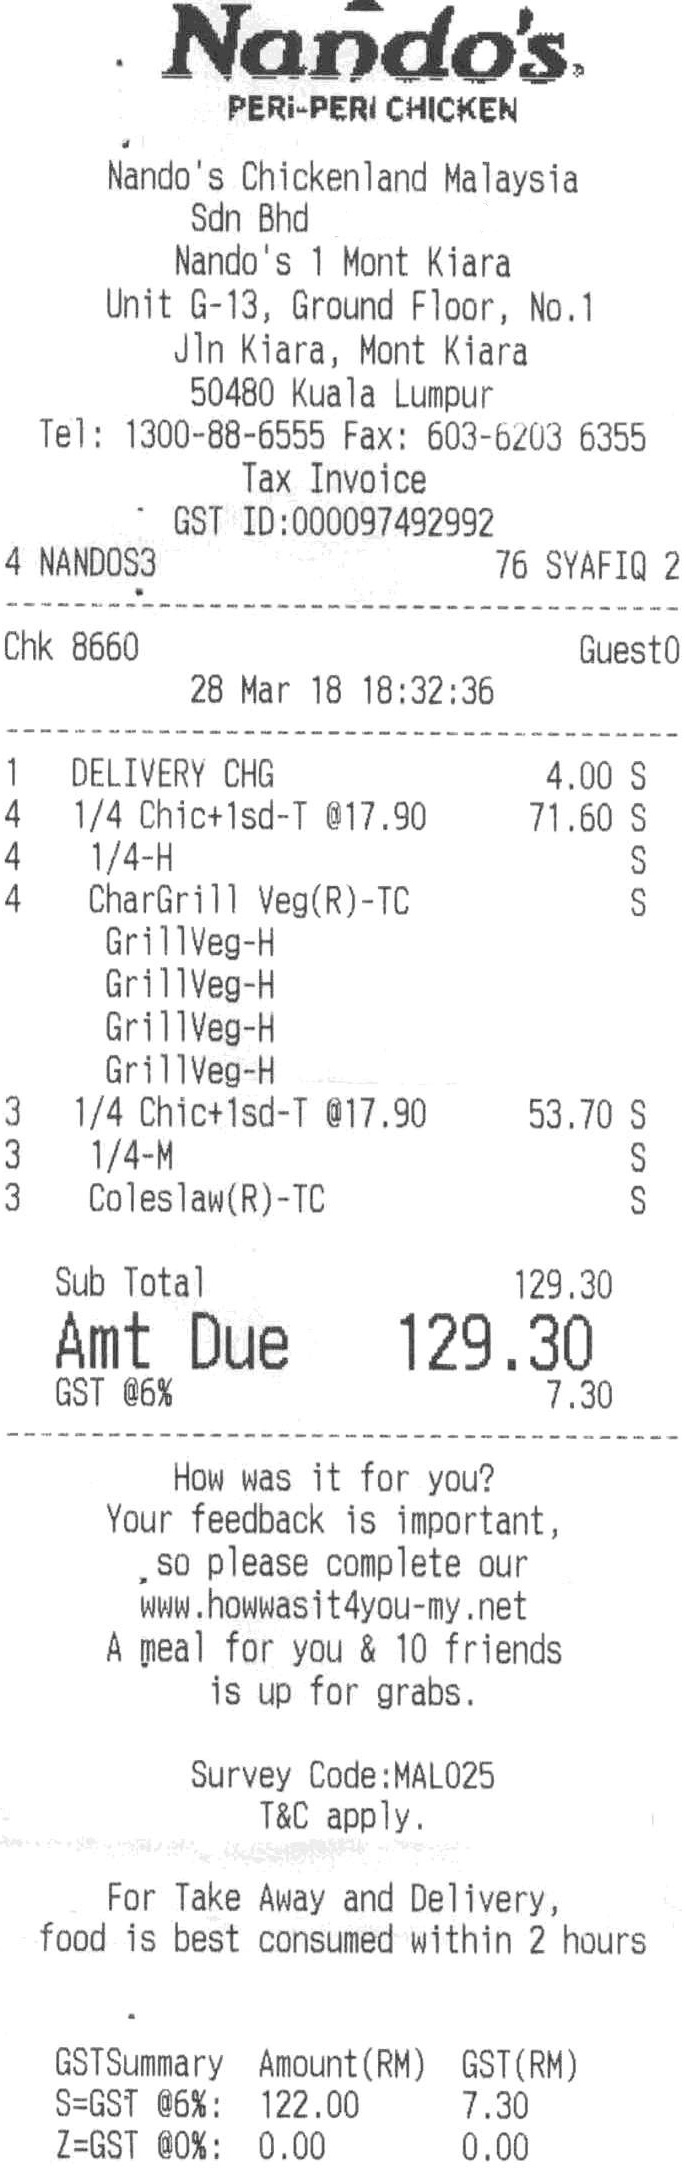 Nando's®
PERi-PERi CHICKEN
Nando's Chickenland Malaysia
Sdn Bhd
Nando's 1 Mont Kiara
Unit G-13, Ground Floor, No.1
Jln Kiara, Mont Kiara
50480 Kuala Lumpur
Tel: 1300-88-6555 Fax: 603-6203 6355
Tax Invoice
GST ID:000097492992
4 NANDOS3 76 SYAFIQ 2
Chk 8660 Guest0
28 Mar 18 18:32:36
1 DELIVERY CHG 4.00 S
4 1/4 Chic+1sd-T @17.90 71.60 S
4 1/4-H S
4 CharGrill Veg(R)-TC S
GrillVeg-H
GrillVeg-H
GrillVeg-H
GrillVeg-H
3 1/4 Chic+1sd-T @17.90 53.70 S
3 1/4-M S
3 Coleslaw(R)-TC S
Sub Total 129.30
Amt Due 129.30
GST @6% 7.30
How was it for you?
Your feedback is important,
so please complete our
www.howwasit4you-my.net
A meal for you & 10 friends
is up for grabs.
Survey Code:MAL025
T&C apply.
For Take Away and Delivery,
food is best consumed within 2 hours
GSTSummary Amount(RM) GST(RM)
S=GST @6%: 122.00 7.30
Z=GST @0%: 0.00 0.00